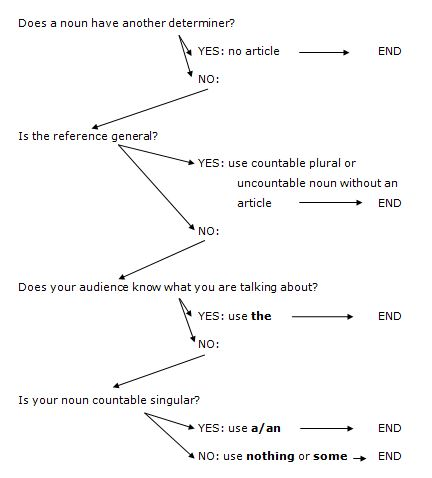 Does a noun have another determiner?
YES: no article END
NO:
Is the reference general?
YES: use countable plural or
uncountable noun without an
article END
NO:
Does your audience know what you are talking about?
YES: use the END
NO:
Is your noun countable singular?
YES: use a/an END
NO: use nothing or some END